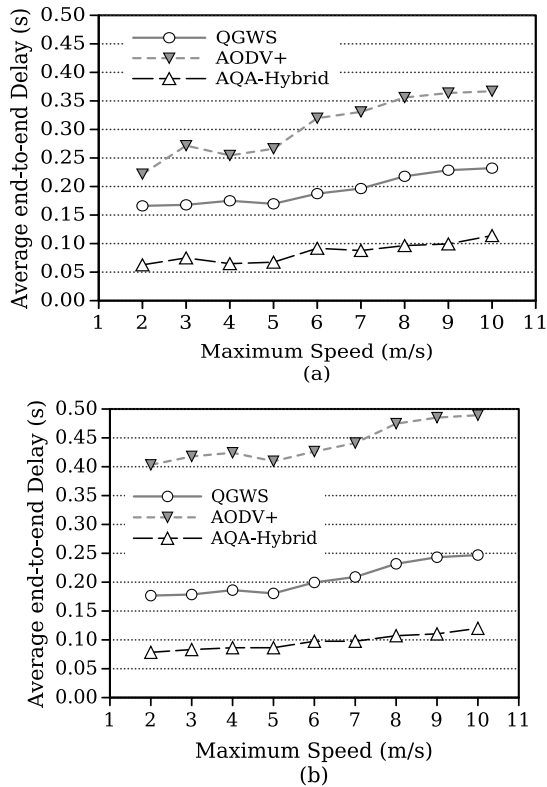 0.50
0.45
0.40
0.35
0.30
0.25
0.20
0.15
0.10
0.05
0.00
Average end-to-end Delay (s)
QGWS
AODV+
AQA-Hybrid
1 2 3 4 5 6 7 8 9 10 11
Maximum Speed (m/s)
(a)
0.50
0.45
0.40
0.35
0.30
0.25
0.20
0.15
0.10
0.05
0.00
Average end-to-end Delay (s)
QGWS
AODV+
AQA-Hybrid
1 2 3 4 5 6 7 8 9 10 11
Maximum Speed (m/s)
(b)